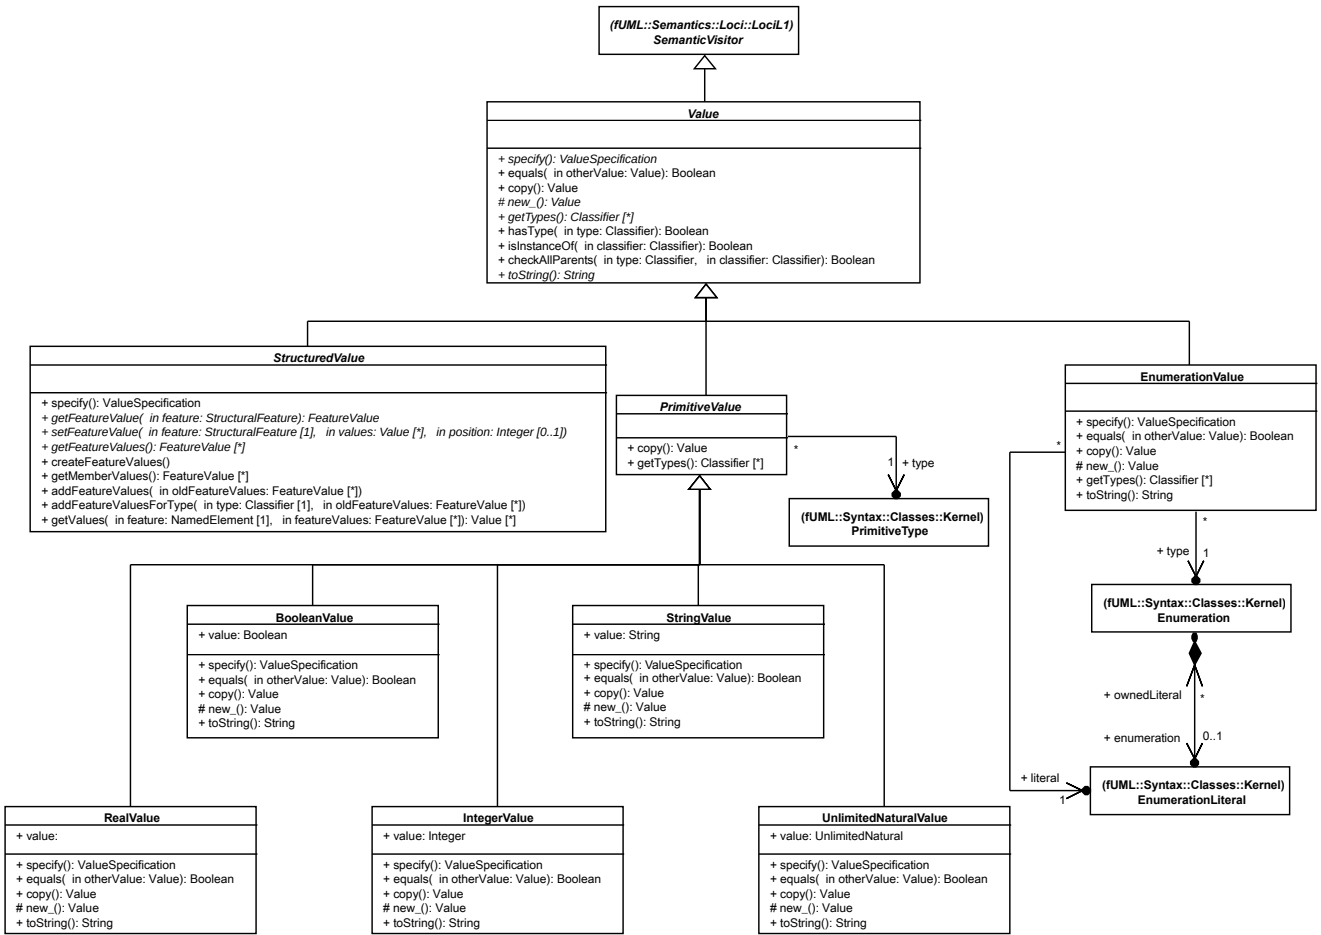 (fUML::Semantics::Loci::LociL1)
SemanticVisitor
Value
+ specify(): ValueSpecification
+ equals(  in otherValue: Value): Boolean
+ copy(): Value
# new_(): Value
+ getTypes(): Classifier [*]
+ hasType(  in type: Classifier): Boolean
+ isInstanceOf(  in classifier: Classifier): Boolean
+ checkAllParents(  in type: Classifier,   in classifier: Classifier): Boolean
+ toString(): String
StructuredValue
+ specify(): ValueSpecification
+ getFeatureValue(  in feature: StructuralFeature): FeatureValue
+ setFeatureValue(  in feature: StructuralFeature [1],   in values: Value [*],   in position: Integer [0..1])
+ getFeatureValues(): FeatureValue [*]
+ createFeatureValues()
+ getMemberValues(): FeatureValue [*]
+ addFeatureValues(  in oldFeatureValues: FeatureValue [*])
+ addFeatureValuesForType(  in type: Classifier [1],   in oldFeatureValues: FeatureValue [*])
+ getValues(  in feature: NamedElement [1],   in featureValues: FeatureValue [*]): Value [*]
PrimitiveValue
+ copy(): Value
+ getTypes(): Classifier [*]
*
1
+ type
(fUML::Syntax::Classes::Kernel)
PrimitiveType
EnumerationValue
+ specify(): ValueSpecification
+ equals(  in otherValue: Value): Boolean
+ copy(): Value
# new_(): Value
+ getTypes(): Classifier [*]
+ toString(): String
*
*
+ type
1
(fUML::Syntax::Classes::Kernel)
Enumeration
+ ownedLiteral
*
+ enumeration
0..1
+ literal
1
(fUML::Syntax::Classes::Kernel)
EnumerationLiteral
BooleanValue
+ value: Boolean
+ specify(): ValueSpecification
+ equals(  in otherValue: Value): Boolean
+ copy(): Value
# new_(): Value
+ toString(): String
StringValue
+ value: String
+ specify(): ValueSpecification
+ equals(  in otherValue: Value): Boolean
+ copy(): Value
# new_(): Value
+ toString(): String
RealValue
+ value:
+ specify(): ValueSpecification
+ equals(  in otherValue: Value): Boolean
+ copy(): Value
# new_(): Value
+ toString(): String
IntegerValue
+ value: Integer
+ specify(): ValueSpecification
+ equals(  in otherValue: Value): Boolean
+ copy(): Value
# new_(): Value
+ toString(): String
UnlimitedNaturalValue
+ value: UnlimitedNatural
+ specify(): ValueSpecification
+ equals(  in otherValue: Value): Boolean
+ copy(): Value
# new_(): Value
+ toString(): String